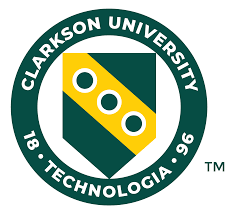 CLARKSON UNIVERSITY
18 • TECHNOLOGIA • 96
TM